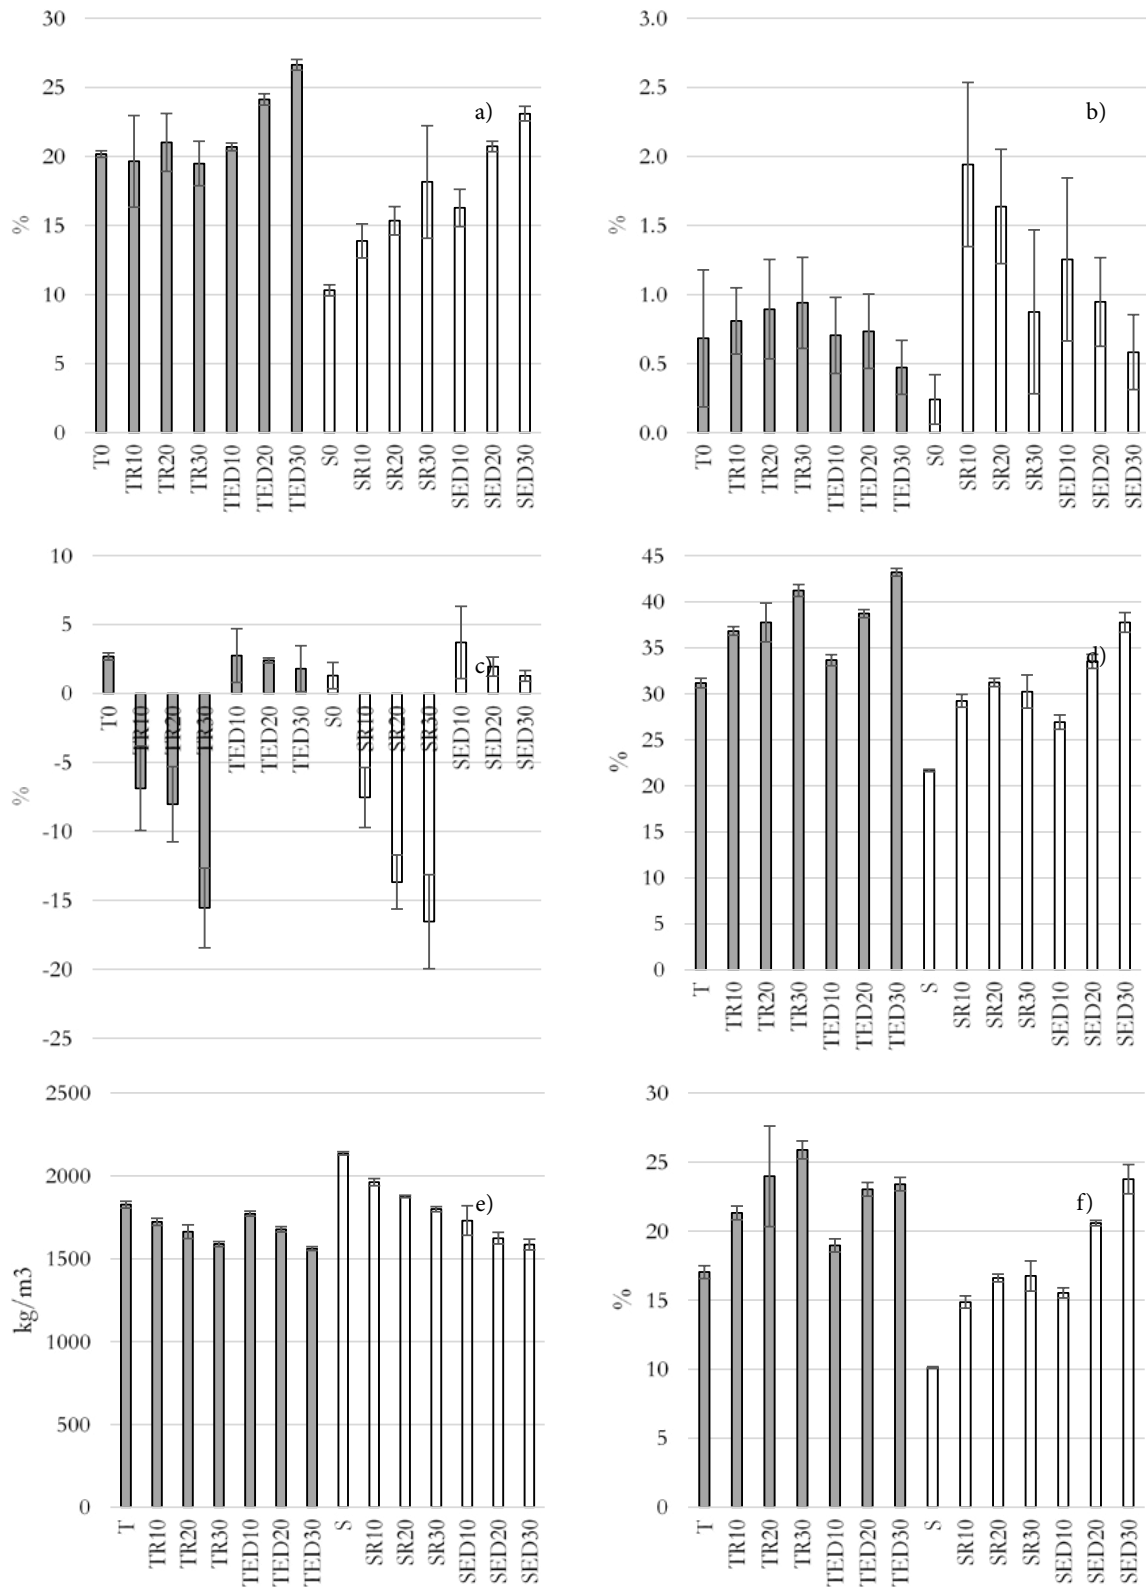 30
25
20
15
10
5
0
%
a)
T0
TR10
TR20
TR30
TED10
TED20
TED30
S0
SR10
SR20
SR30
SED10
SED20
SED30
3.0
2.5
2.0
1.5
1.0
0.5
0.0
%
b)
T0
TR10
TR20
TR30
TED10
TED20
TED30
S0
SR10
SR20
SR30
SED10
SED20
SED30
10
5
0
-5
-10
-15
-20
-25
%
c)
T0
TR10
TR20
TR30
TED10
TED20
TED30
S0
SR10
SR20
SR30
SED10
SED20
SED30
45
40
35
30
25
20
15
10
5
0
%
d)
T
TR10
TR20
TR30
TED10
TED20
TED30
S
SR10
SR20
SR30
SED10
SED20
SED30
2500
2000
1500
1000
500
0
kg/m3
e)
T
TR10
TR20
TR30
TED10
TED20
TED30
S
SR10
SR20
SR30
SED10
SED20
SED30
30
25
20
15
10
5
0
%
f)
T
TR10
TR20
TR30
TED10
TED20
TED30
S
SR10
SR20
SR30
SED10
SED20
SED30